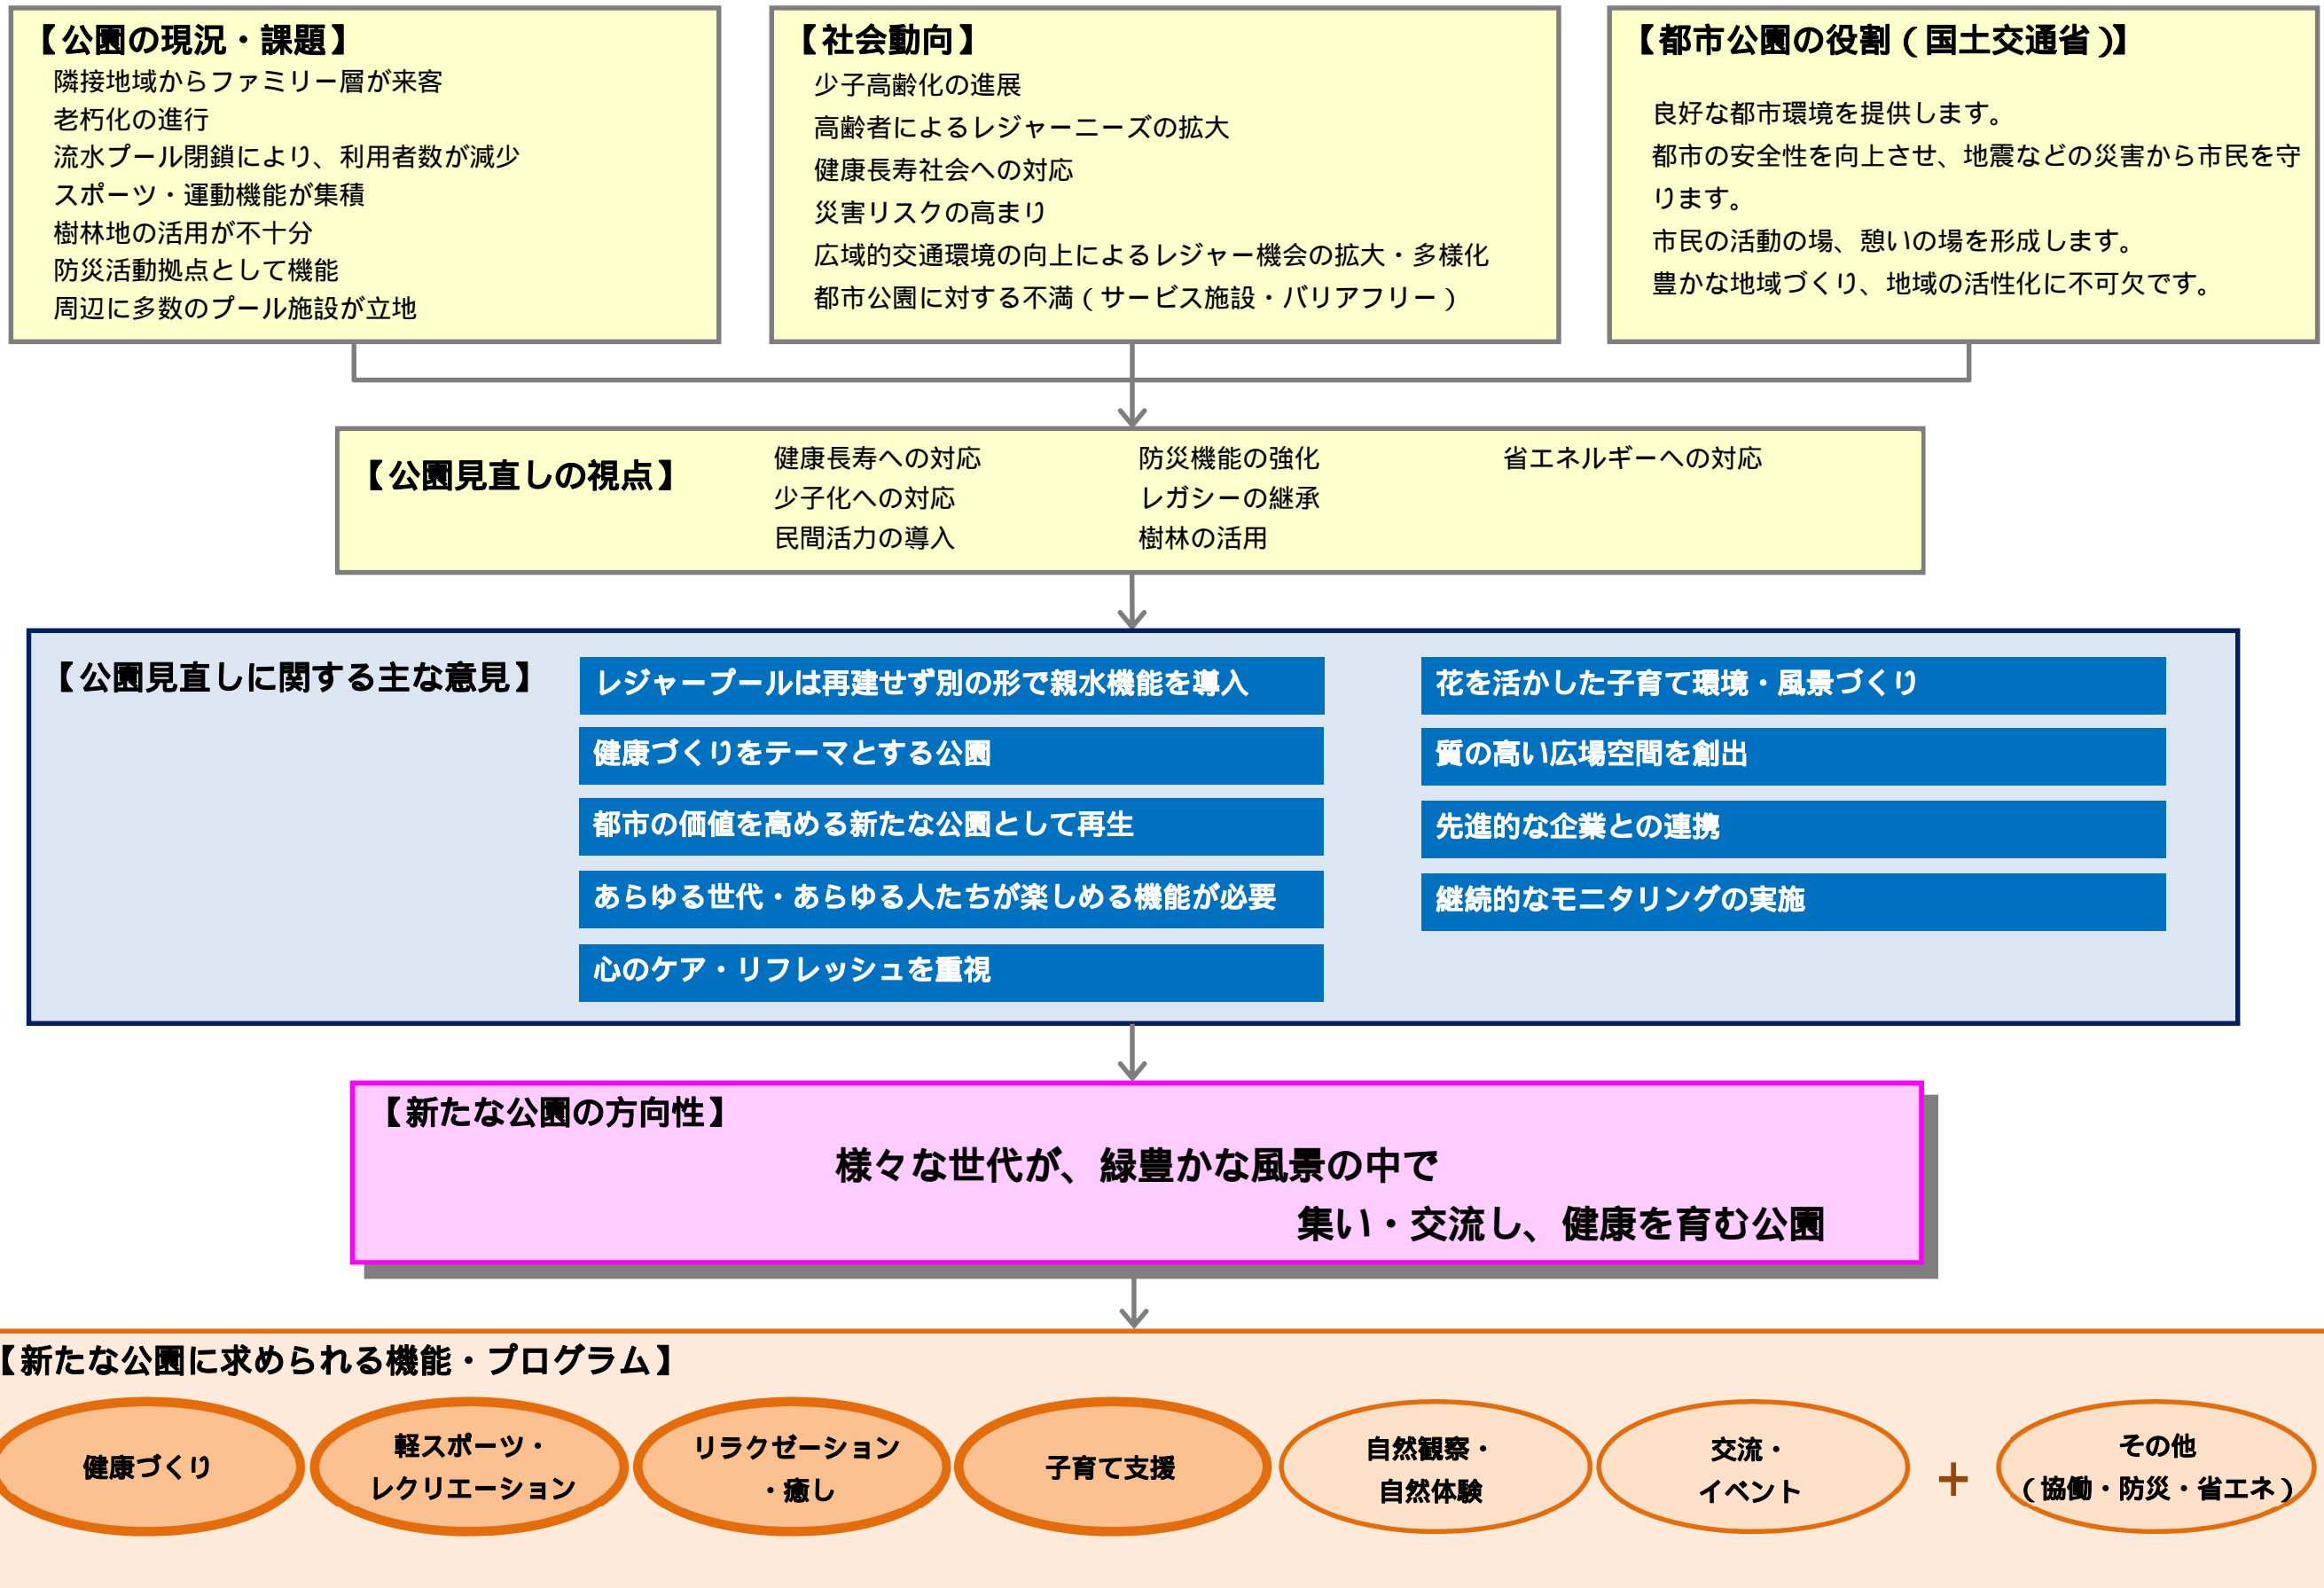 【公園の現況・課題】
隣接地域からファミリー層が来客
老朽化の進行
流水プール閉鎖により、利用者数が減少
スポーツ・運動機能が集積
樹林地の活用が不十分
防災活動拠点として機能
周辺に多数のプール施設が立地
【社会動向】
少子高齢化の進展
高齢者によるレジャーニーズの拡大
健康長寿社会への対応
災害リスクの高まり
広域的交通環境の向上によるレジャー機会の拡大・多様化
都市公園に対する不満（サービス施設・バリアフリー）
【都市公園の役割（国土交通省）】
良好な都市環境を提供します。
都市の安全性を向上させ、地震などの災害から市民を守
ります。
市民の活動の場、憩いの場を形成します。
豊かな地域づくり、地域の活性化に不可欠です。
【公園見直しの視点】
健康長寿への対応
少子化への対応
民間活力の導入
防災機能の強化
レガシーの継承
樹林の活用
省エネルギーへの対応
【公園見直しに関する主な意見】
レジャープールは再建せず別の形で親水機能を導入
健康づくりをテーマとする公園
都市の価値を高める新たな公園として再生
あらゆる世代・あらゆる人たちが楽しめる機能が必要
心のケア・リフレッシュを重視
花を活かした子育て環境・風景づくり
質の高い広場空間を創出
先進的な企業との連携
継続的なモニタリングの実施
【新たな公園の方向性】
様々な世代が、緑豊かな風景の中で
集い・交流し、健康を育む公園
【新たな公園に求められる機能・プログラム】
健康づくり
軽スポーツ・
レクリエーション
リラクゼーション
・癒し
子育て支援
自然観察・
自然体験
交流・
イベント
＋
その他
（協働・防災・省エネ）